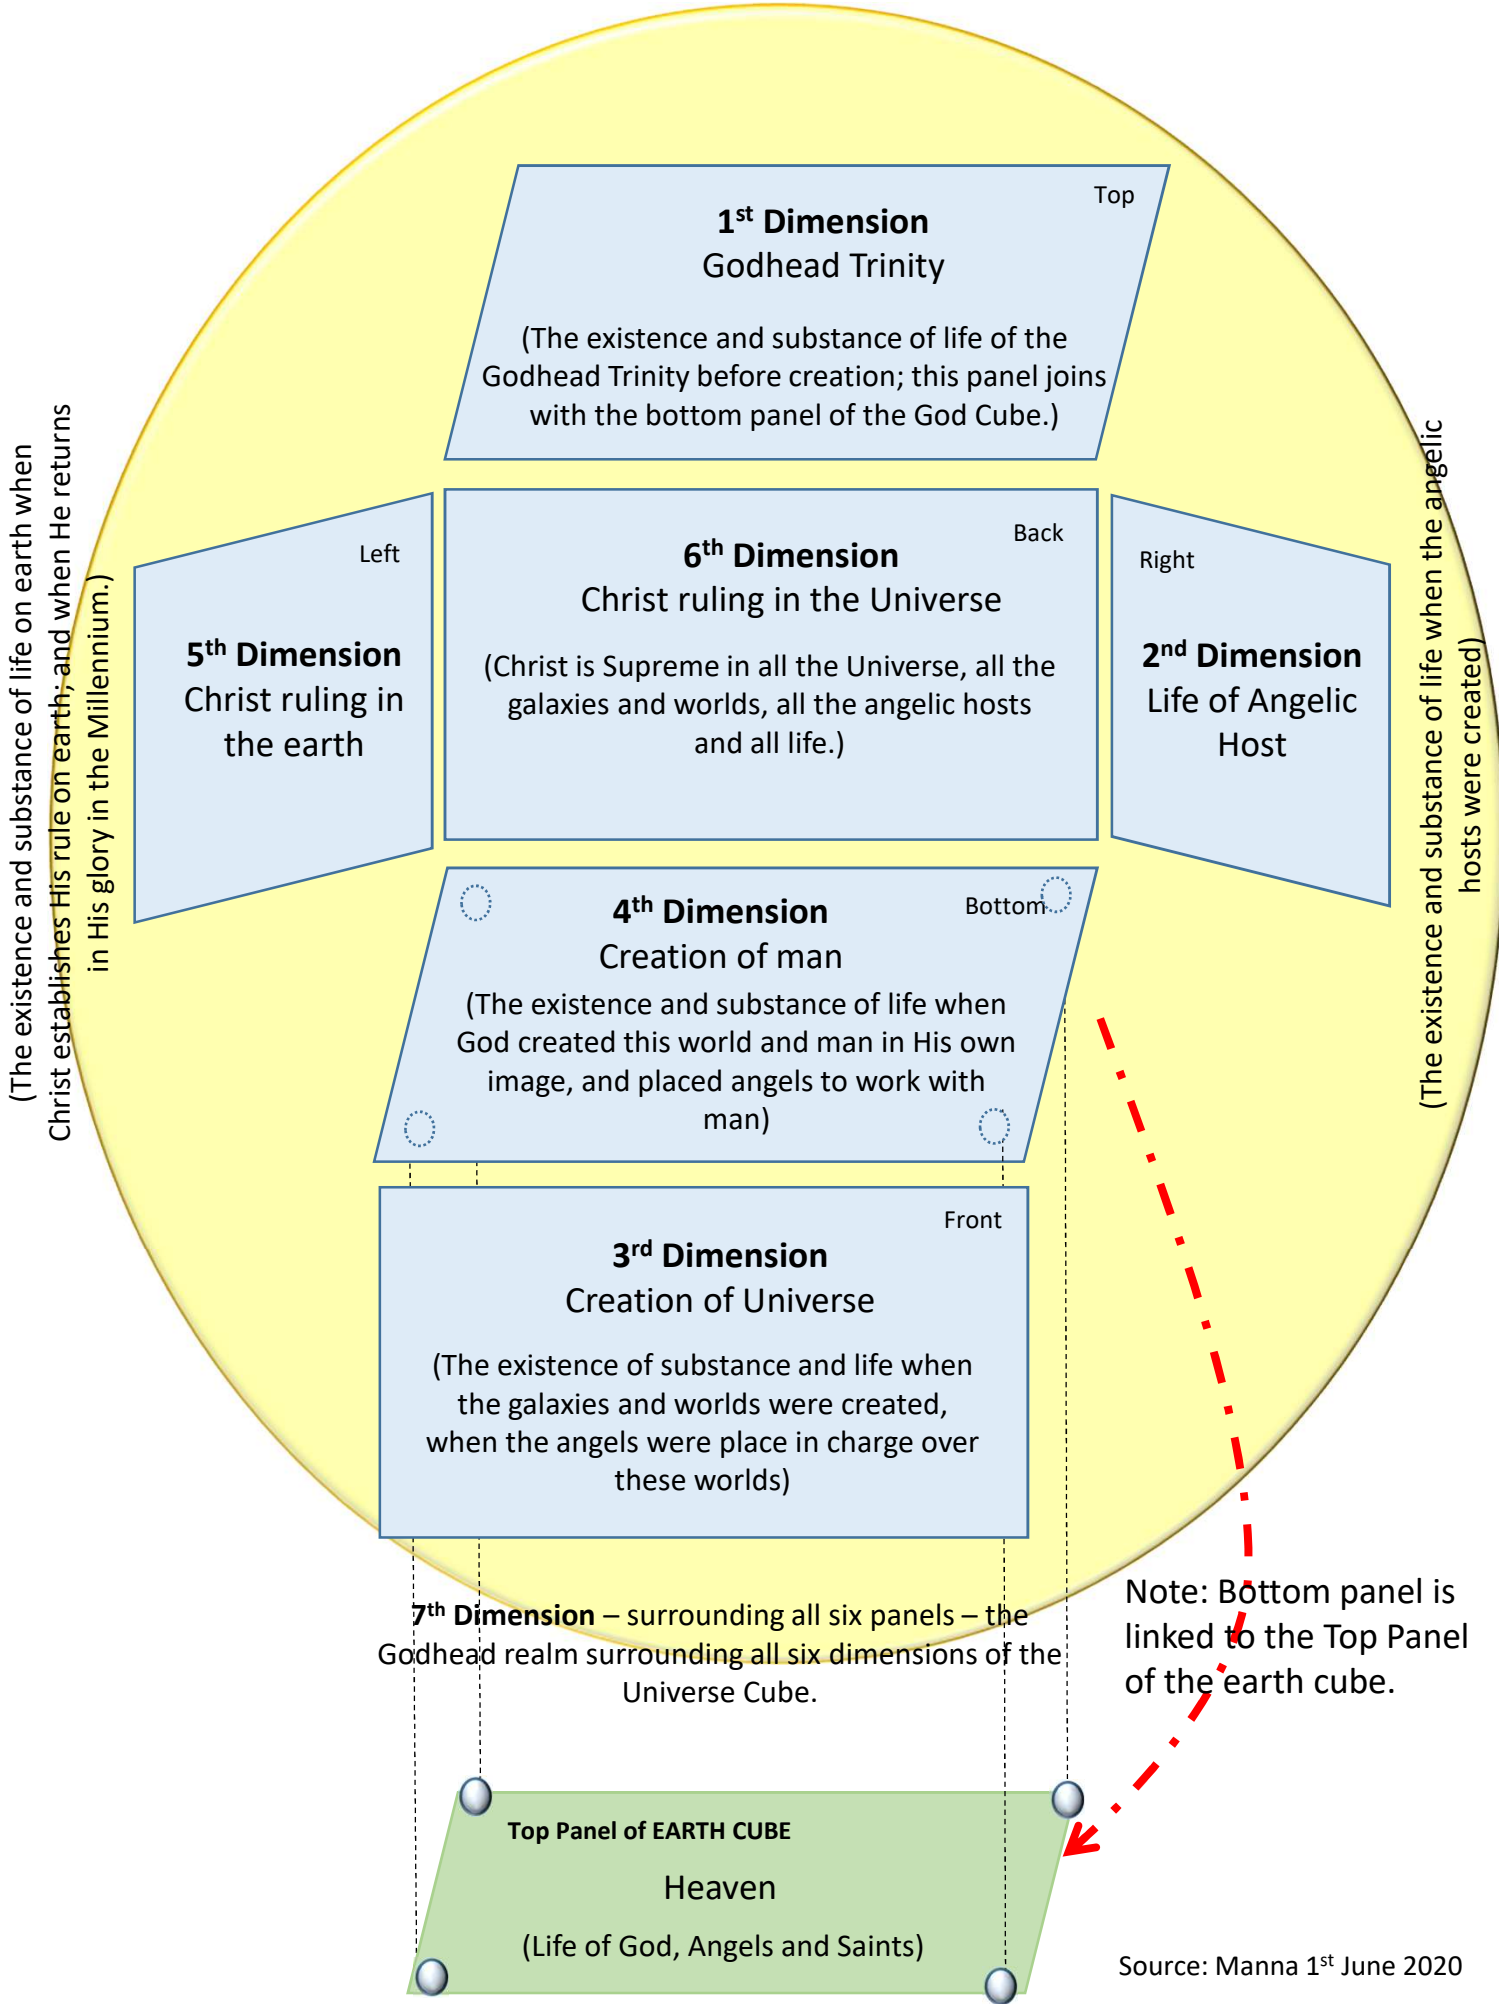 Top
1st Dimension
Godhead Trinity
(The existence and substance of life of the
Godhead Trinity before creation; this panel joins
with the bottom panel of the God Cube.)
(The existence and substance of life on earth when
Christ establishes His rule on earth; and when He returns
in His glory in the Millennium.)
Left
5th Dimension
Christ ruling in
the earth
Back
6th Dimension
Christ ruling in the Universe
(Christ is Supreme in all the Universe, all the
galaxies and worlds, all the angelic hosts
and all life.)
Right
2nd Dimension
Life of Angelic
Host
(The existence and substance of life when the angelic
hosts were created)
Bottom
4th Dimension
Creation of man
(The existence and substance of life when
God created this world and man in His own
image, and placed angels to work with
man)
Front
3rd Dimension
Creation of Universe
(The existence of substance and life when
the galaxies and worlds were created,
when the angels were place in charge over
these worlds)
7th Dimension – surrounding all six panels – the
Godhead realm surrounding all six dimensions of the
Universe Cube.
Note: Bottom panel is
linked to the Top Panel
of the earth cube.
Top Panel of EARTH CUBE
Heaven
(Life of God, Angels and Saints)
Source: Manna 1st June 2020